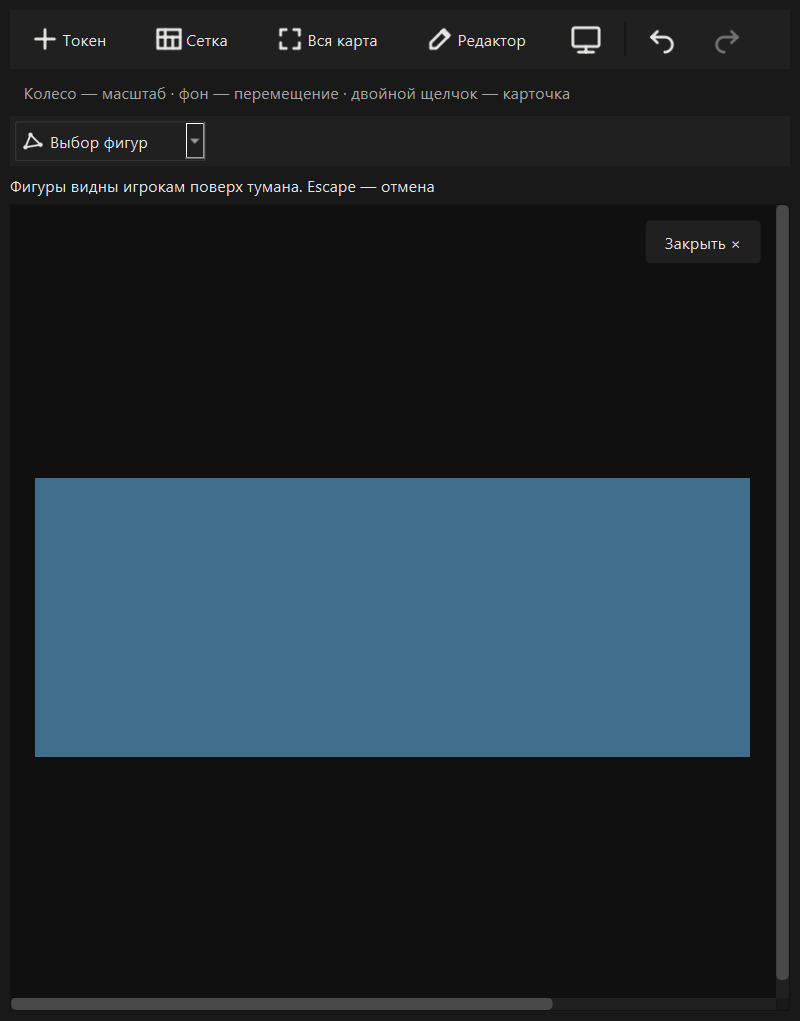 Токен Сетка Вся карта Редактор
Колесо — масштаб · фон — перемещение · двойной щелчок — карточка
Выбор фигур
Фигуры видны игрокам поверх тумана. Escape — отмена
Закрыть ×